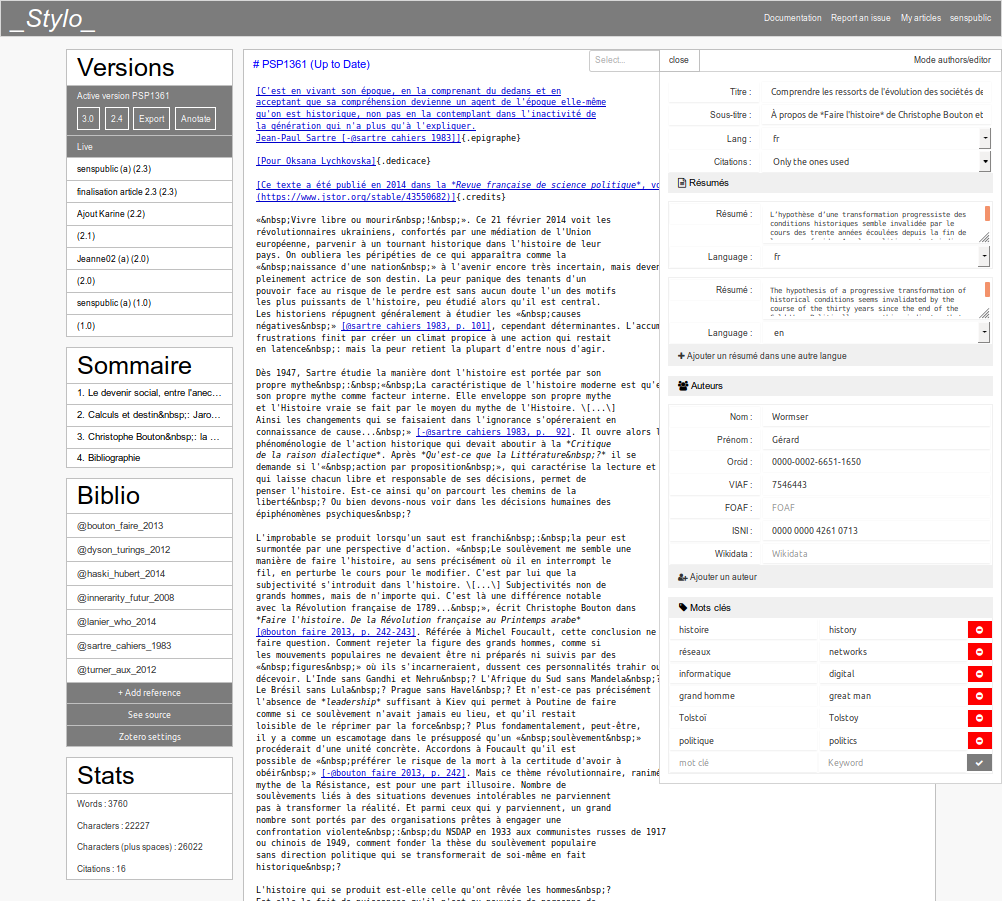 _Stylo_
Documentation Report an issue My articles senspublic
Versions
Active version PSP1361
3.0 2.4 Export Anotate
Live
senspublic (a) (2.3)
finalisation article 2.3 (2.3)
Ajout Karine (2.2)
(2.1)
Jeanne02 (a) (2.0)
(2.0)
senspublic (a) (1.0)
(1.0)
Sommaire
1. Le devenir social, entre l'anec...
2. Calculs et destin&nbsp;: Jaro...
3. Christophe Bouton&nbsp;: la ...
4. Bibliographie
Biblio
@bouton_faire_2013
@dyson_turings_2012
@haski_hubert_2014
@innerarity_futur_2008
@lanier_who_2014
@sartre_cahiers_1983
@turner_aux_2012
+ Add reference
See source
Zotero settings
Stats
Words : 3760
Characters : 22227
Characters (plus spaces) : 26022
Citations : 16
# PSP1361 (Up to Date)
Select...
[C'est en vivant son époque, en la comprenant du dedans et en
acceptant que sa compréhension devienne un agent de l'époque elle-même
qu'on est historique, non pas en la contemplant dans l'inactivité de
la génération qui n'a plus qu'à l'expliquer.
Jean-Paul Sartre [-@sartre cahiers 1983]]{.epigraphe}
[Pour Oksana Lychkovska]{.dedicace}
[Ce texte a été publié en 2014 dans la *Revue française de science politique*, vo
(https://www.jstor.org/stable/43550682)]{.credits}
«&nbsp;Vivre libre ou mourir&nbsp;!&nbsp;». Ce 21 février 2014 voit les
révolutionnaires ukrainiens, confortés par une médiation de l'Union
européenne, parvenir à un tournant historique dans l'histoire de leur
pays. On oubliera les péripéties de ce qui apparaîtra comme la
«&nbsp;naissance d'une nation&nbsp;» à l'avenir encore très incertain, mais deven
pleinement actrice de son destin. La peur panique des tenants d'un
pouvoir face au risque de le perdre est sans aucun doute l'un des motifs
les plus puissants de l'histoire, peu étudié alors qu'il est central.
Les historiens répugnent généralement à étudier les «&nbsp;causes
négatives&nbsp;» [@sartre cahiers 1983, p. 101], cependant déterminantes. L'accum
frustrations finit par créer un climat propice à une action qui restait
en latence&nbsp;: mais la peur retient la plupart d'entre nous d'agir.
Dès 1947, Sartre étudie la manière dont l'histoire est portée par son
propre mythe&nbsp;:&nbsp;«&nbsp;La caractéristique de l'histoire moderne est qu'e
son propre mythe comme facteur interne. Elle enveloppe son propre mythe
et l'Histoire vraie se fait par le moyen du mythe de l'Histoire. \[...\]
Ainsi les changements qui se faisaient dans l'ignorance s'opéreraient en
connaissance de cause...&nbsp;» [-@sartre cahiers 1983, p.  92]. Il ouvre alors l
phénoménologie de l'action historique qui devait aboutir à la *Critique
de la raison dialectique*. Après *Qu'est-ce que la Littérature&nbsp;?* il se
demande si l'«&nbsp;action par proposition&nbsp;», qui caractérise la lecture et
qui laisse chacun libre et responsable de ses décisions, permet de
penser l'histoire. Est-ce ainsi qu'on parcourt les chemins de la
liberté&nbsp;? Ou bien devons-nous voir dans les décisions humaines des
épiphénomènes psychiques&nbsp;?
L'improbable se produit lorsqu'un saut est franchi&nbsp;:&nbsp;la peur est
surmontée par une perspective d'action. «&nbsp;Le soulèvement me semble une
manière de faire l'histoire, au sens précisément où il en interrompt le
fil, en perturbe le cours pour le modifier. C'est par lui que la
subjectivité s'introduit dans l'histoire. \[...\] Subjectivités non de
grands hommes, mais de n'importe qui. C'est là une différence notable
avec la Révolution française de 1789...&nbsp;», écrit Christophe Bouton dans
*Faire l'histoire. De la Révolution française au Printemps arabe*
[@bouton faire 2013, p. 242-243]. Référée à Michel Foucault, cette conclusion ne
faire question. Comment rejeter la figure des grands hommes, comme si
les mouvements populaires ne devaient être ni préparés ni suivis par des
«&nbsp;figures&nbsp;» où ils s'incarneraient, dussent ces personnalités trahir ou
décevoir. L'Inde sans Gandhi et Nehru&nbsp;? L'Afrique du Sud sans Mandela&nbsp;?
Le Brésil sans Lula&nbsp;? Prague sans Havel&nbsp;? Et n'est-ce pas précisément
l'absence de *leadership* suffisant à Kiev qui permet à Poutine de faire
comme si ce soulèvement n'avait jamais eu lieu, et qu'il restait
loisible de le réprimer par la force&nbsp;? Plus fondamentalement, peut-être,
il y a comme un escamotage dans le présupposé qu'un «&nbsp;soulèvement&nbsp;»
procéderait d'une unité concrète. Accordons à Foucault qu'il est
possible de «&nbsp;préférer le risque de la mort à la certitude d'avoir à
obéir&nbsp;» [-@bouton faire 2013, p. 242]. Mais ce thème révolutionnaire, ranimé
mythe de la Résistance, est pour une part illusoire. Nombre de
soulèvements liés à des situations devenues intolérables ne parviennent
pas à transformer la réalité. Et parmi ceux qui y parviennent, un grand
nombre sont portés par des organisations prêtes à engager une
confrontation violente&nbsp;:&nbsp;du NSDAP en 1933 aux communistes russes de 1917
ou chinois de 1949, comment fonder la thèse du soulèvement populaire
sans direction politique qui se transformerait de soi-même en fait
historique&nbsp;?
L'histoire qui se produit est-elle celle qu'ont rêvée les hommes&nbsp;?
close
Mode authors/editor
Titre : Comprendre les ressorts de l'évolution des sociétés de
Sous-titre : À propos de *Faire l'histoire* de Christophe Bouton et
Lang : fr
Citations : Only the ones used
Résumés
Résumé : L'hypothèse d'une transformation progressiste des
conditions historiques semble invalidée par le
cours des trente années écoulées depuis la fin de
Language : fr
Résumé : The hypothesis of a progressive transformation of
historical conditions seems invalidated by the
course of the thirty years since the end of the
Language : en
Ajouter un résumé dans une autre langue
Auteurs
Nom : Wormser
Prénom : Gérard
Orcid : 0000-0002-6651-1650
VIAF : 7546443
FOAF : FOAF
ISNI : 0000 0000 4261 0713
Wikidata : Wikidata
Ajouter un auteur
Mots clés
histoire history
réseaux networks
informatique digital
grand homme great man
Tolstoï Tolstoy
politique politics
mot clé Keyword